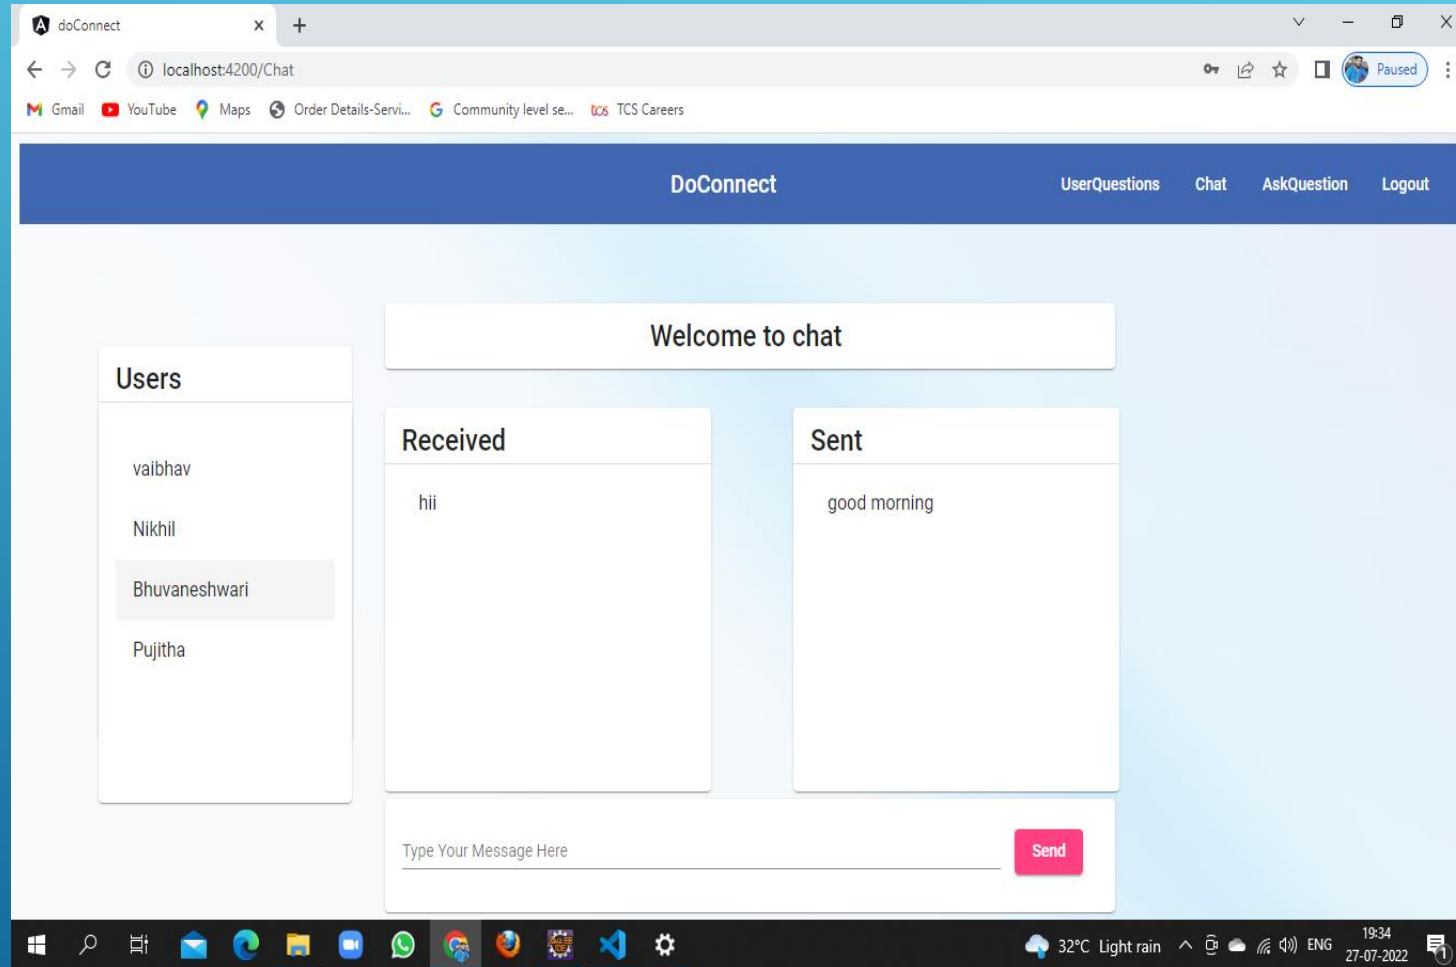 doConnect
localhost:4200/Chat
Paused
Gmail YouTube Maps Order Details-Servi... Community level se... tcs TCS Careers
DoConnect UserQuestions Chat AskQuestion Logout
Welcome to chat
Users
vaibhav
Nikhil
Bhuvaneshwari
Pujitha
Received
hii
Sent
good morning
Type Your Message Here
Send
32°C Light rain ENG
19:34
27-07-2022
1